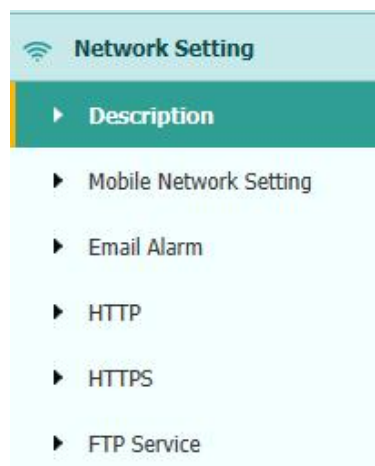 Network Setting
Description
Mobile Network Setting
Email Alarm
HTTP
HTTPS
FTP Service